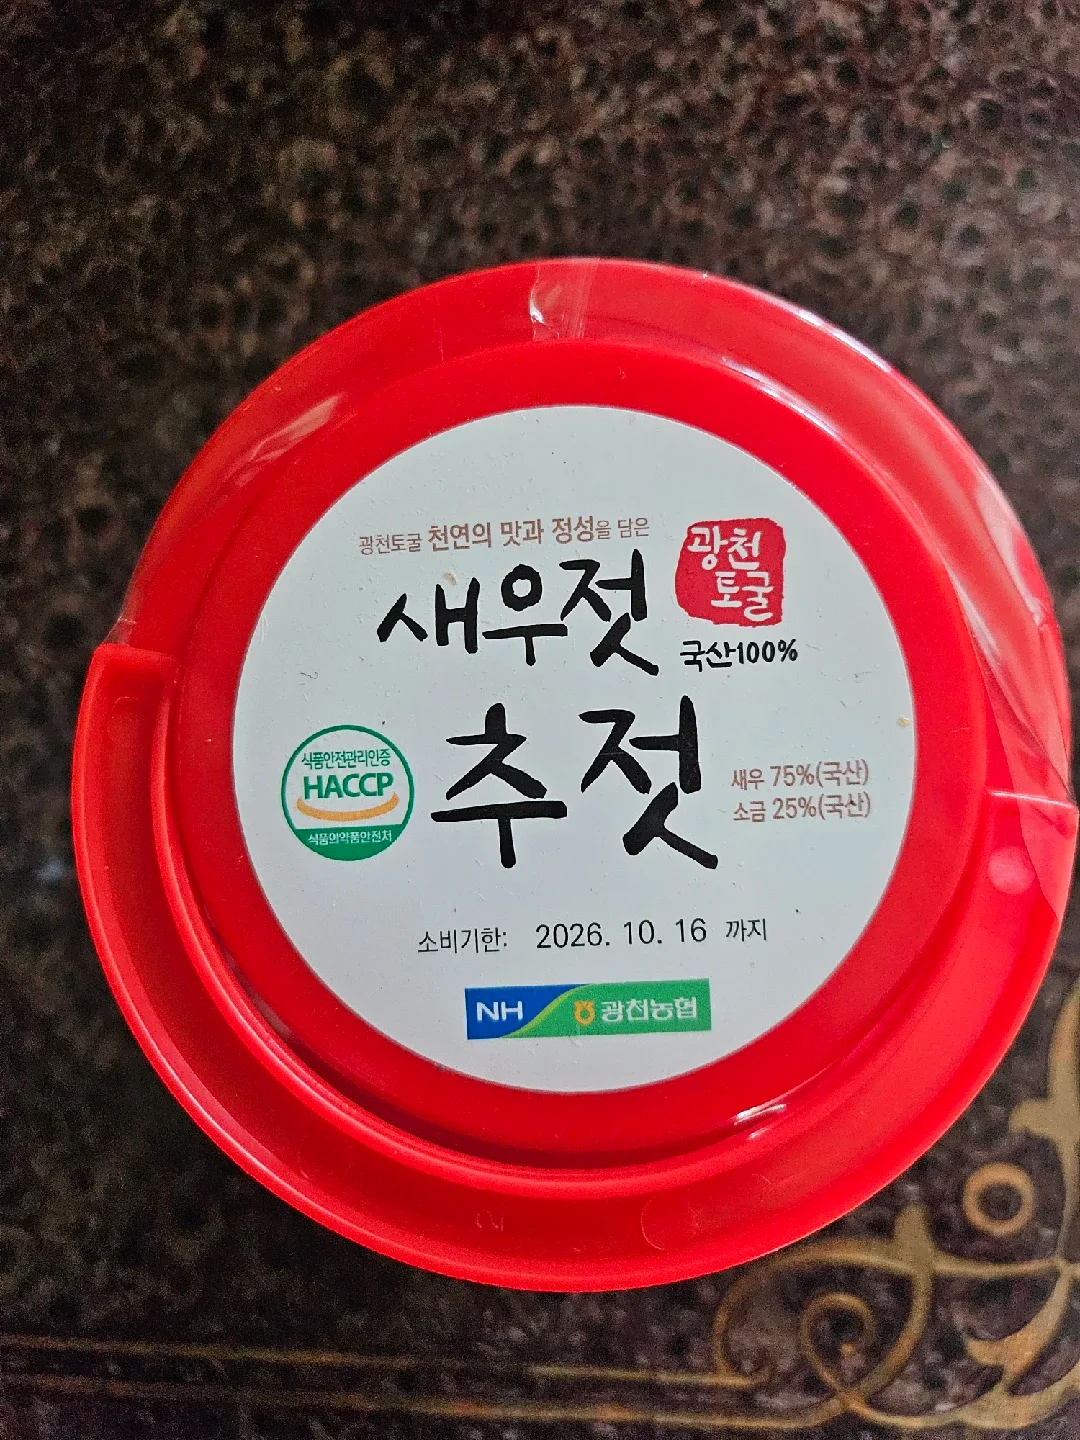 광천토굴 천연의 맛과 정성을 담은
새우젓
광천
토굴
국산100%
추젓
식품안전관리인증
HACCP
식품의약품안전처
새우 75%(국산)
소금 25%(국산)
소비기한: 2026. 10. 16 까지
NH 광천농협